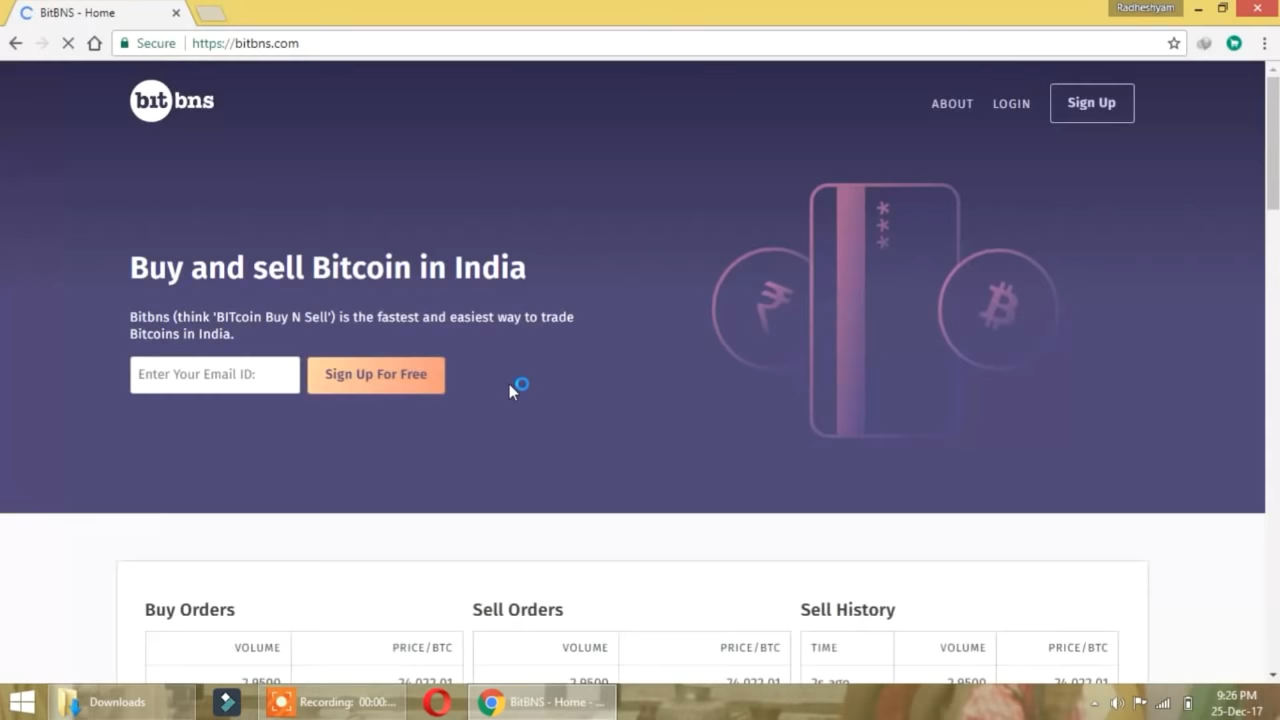 BitBNS - Home
Radheshyam
Secure
https://bitbns.com
bitbns
ABOUT
LOGIN
Sign Up
Buy and sell Bitcoin in India
Bitbns (think 'BITcoin Buy N Sell') is the fastest and easiest way to trade
Bitcoins in India.
Enter Your Email ID:
Sign Up For Free
Buy Orders
Sell Orders
Sell History
VOLUME
PRICE/BTC
VOLUME
PRICE/BTC
TIME
VOLUME
PRICE/BTC
Downloads
Recording: 00:00:...
BitBNS - Home - ...
9:26 PM
25-Dec-17